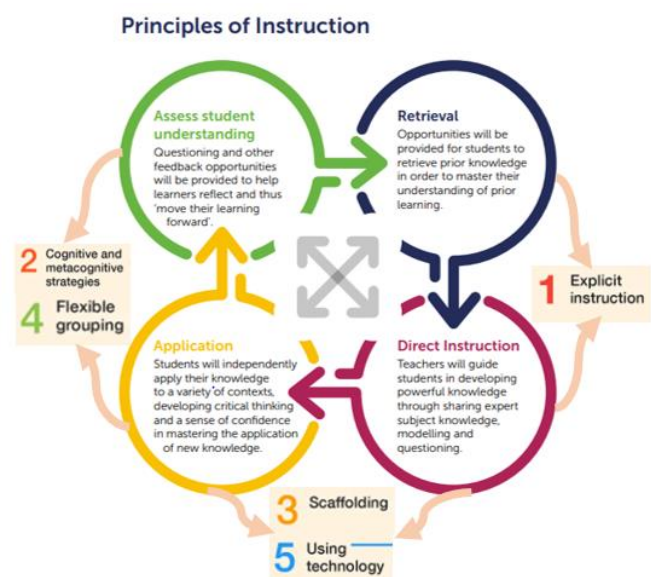 Principles of Instruction
Assess student
understanding
Questioning and other
feedback opportunities
will be provided to help
learners reflect and thus
'move their learning
forward'.
Retrieval
Opportunities will be
provided for students to
retrieve prior knowledge
in order to master their
understanding of prior
learning.
2 Cognitive and
metacognitive
strategies
4 Flexible
grouping
1 Explicit
instruction
Application
Students will independently
apply their knowledge
to a variety of contexts,
developing critical thinking
and a sense of confidence
in mastering the application
of new knowledge.
Direct Instruction
Teachers will guide
students in developing
powerful knowledge
through sharing expert
subject knowledge,
modelling and
questioning.
3 Scaffolding
5 Using
technology